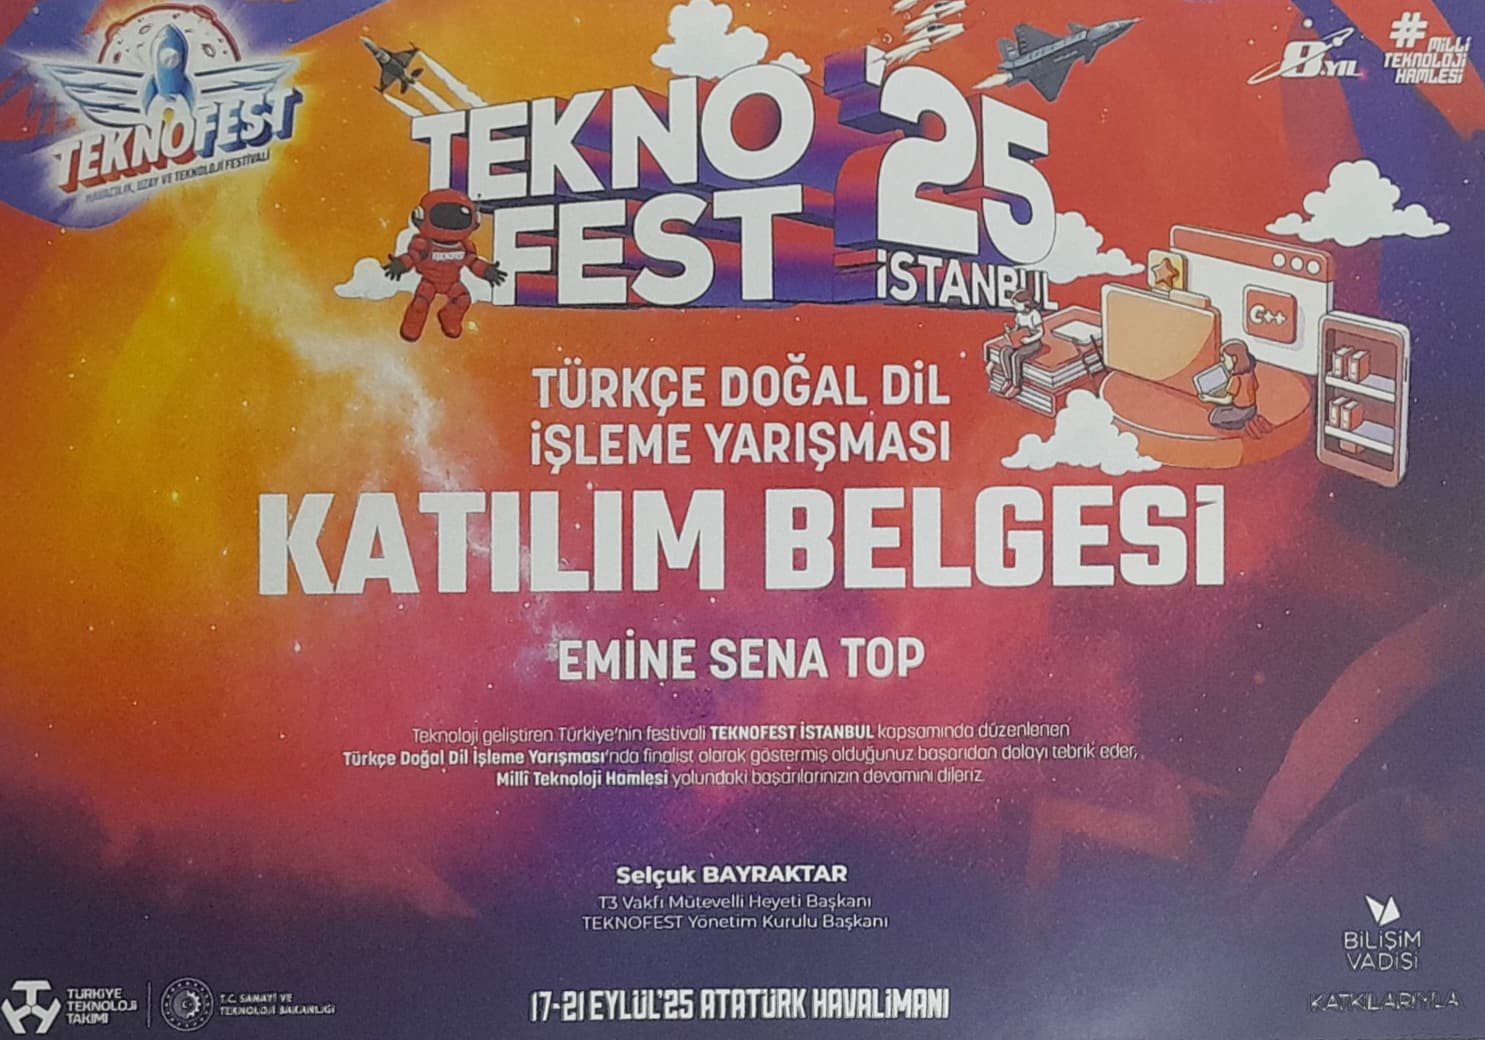 TEKNOFEST
HAVACILIK, UZAY VE TEKNOLOJİ FESTİVALİ
TEKNO
FEST
'25
İSTANBUL
8.YIL
#
MİLLİ
TEKNOLOJİ
HAMLESİ
TEKNOFEST
C++
TÜRKÇE DOĞAL DİL
İŞLEME YARIŞMASI
KATILIM BELGESİ
EMİNE SENA TOP
Teknoloji geliştiren Türkiye'nin festivali TEKNOFEST İSTANBUL kapsamında düzenlenen
Türkçe Doğal Dil İşleme Yarışması'nda finalist olarak göstermiş olduğunuz başarıdan dolayı tebrik eder,
Millî Teknoloji Hamlesi yolundaki başarılarınızın devamını dileriz.
Selçuk BAYRAKTAR
T3 Vakfı Mütevelli Heyeti Başkanı
TEKNOFEST Yönetim Kurulu Başkanı
BİLİŞİM
VADİSİ
KATKILARIYLA
TÜRKİYE
TEKNOLOJİ
TAKIMI
T.C. SANAYİ VE
TEKNOLOJİ BAKANLIĞI
17-21 EYLÜL'25 ATATÜRK HAVALİMANI